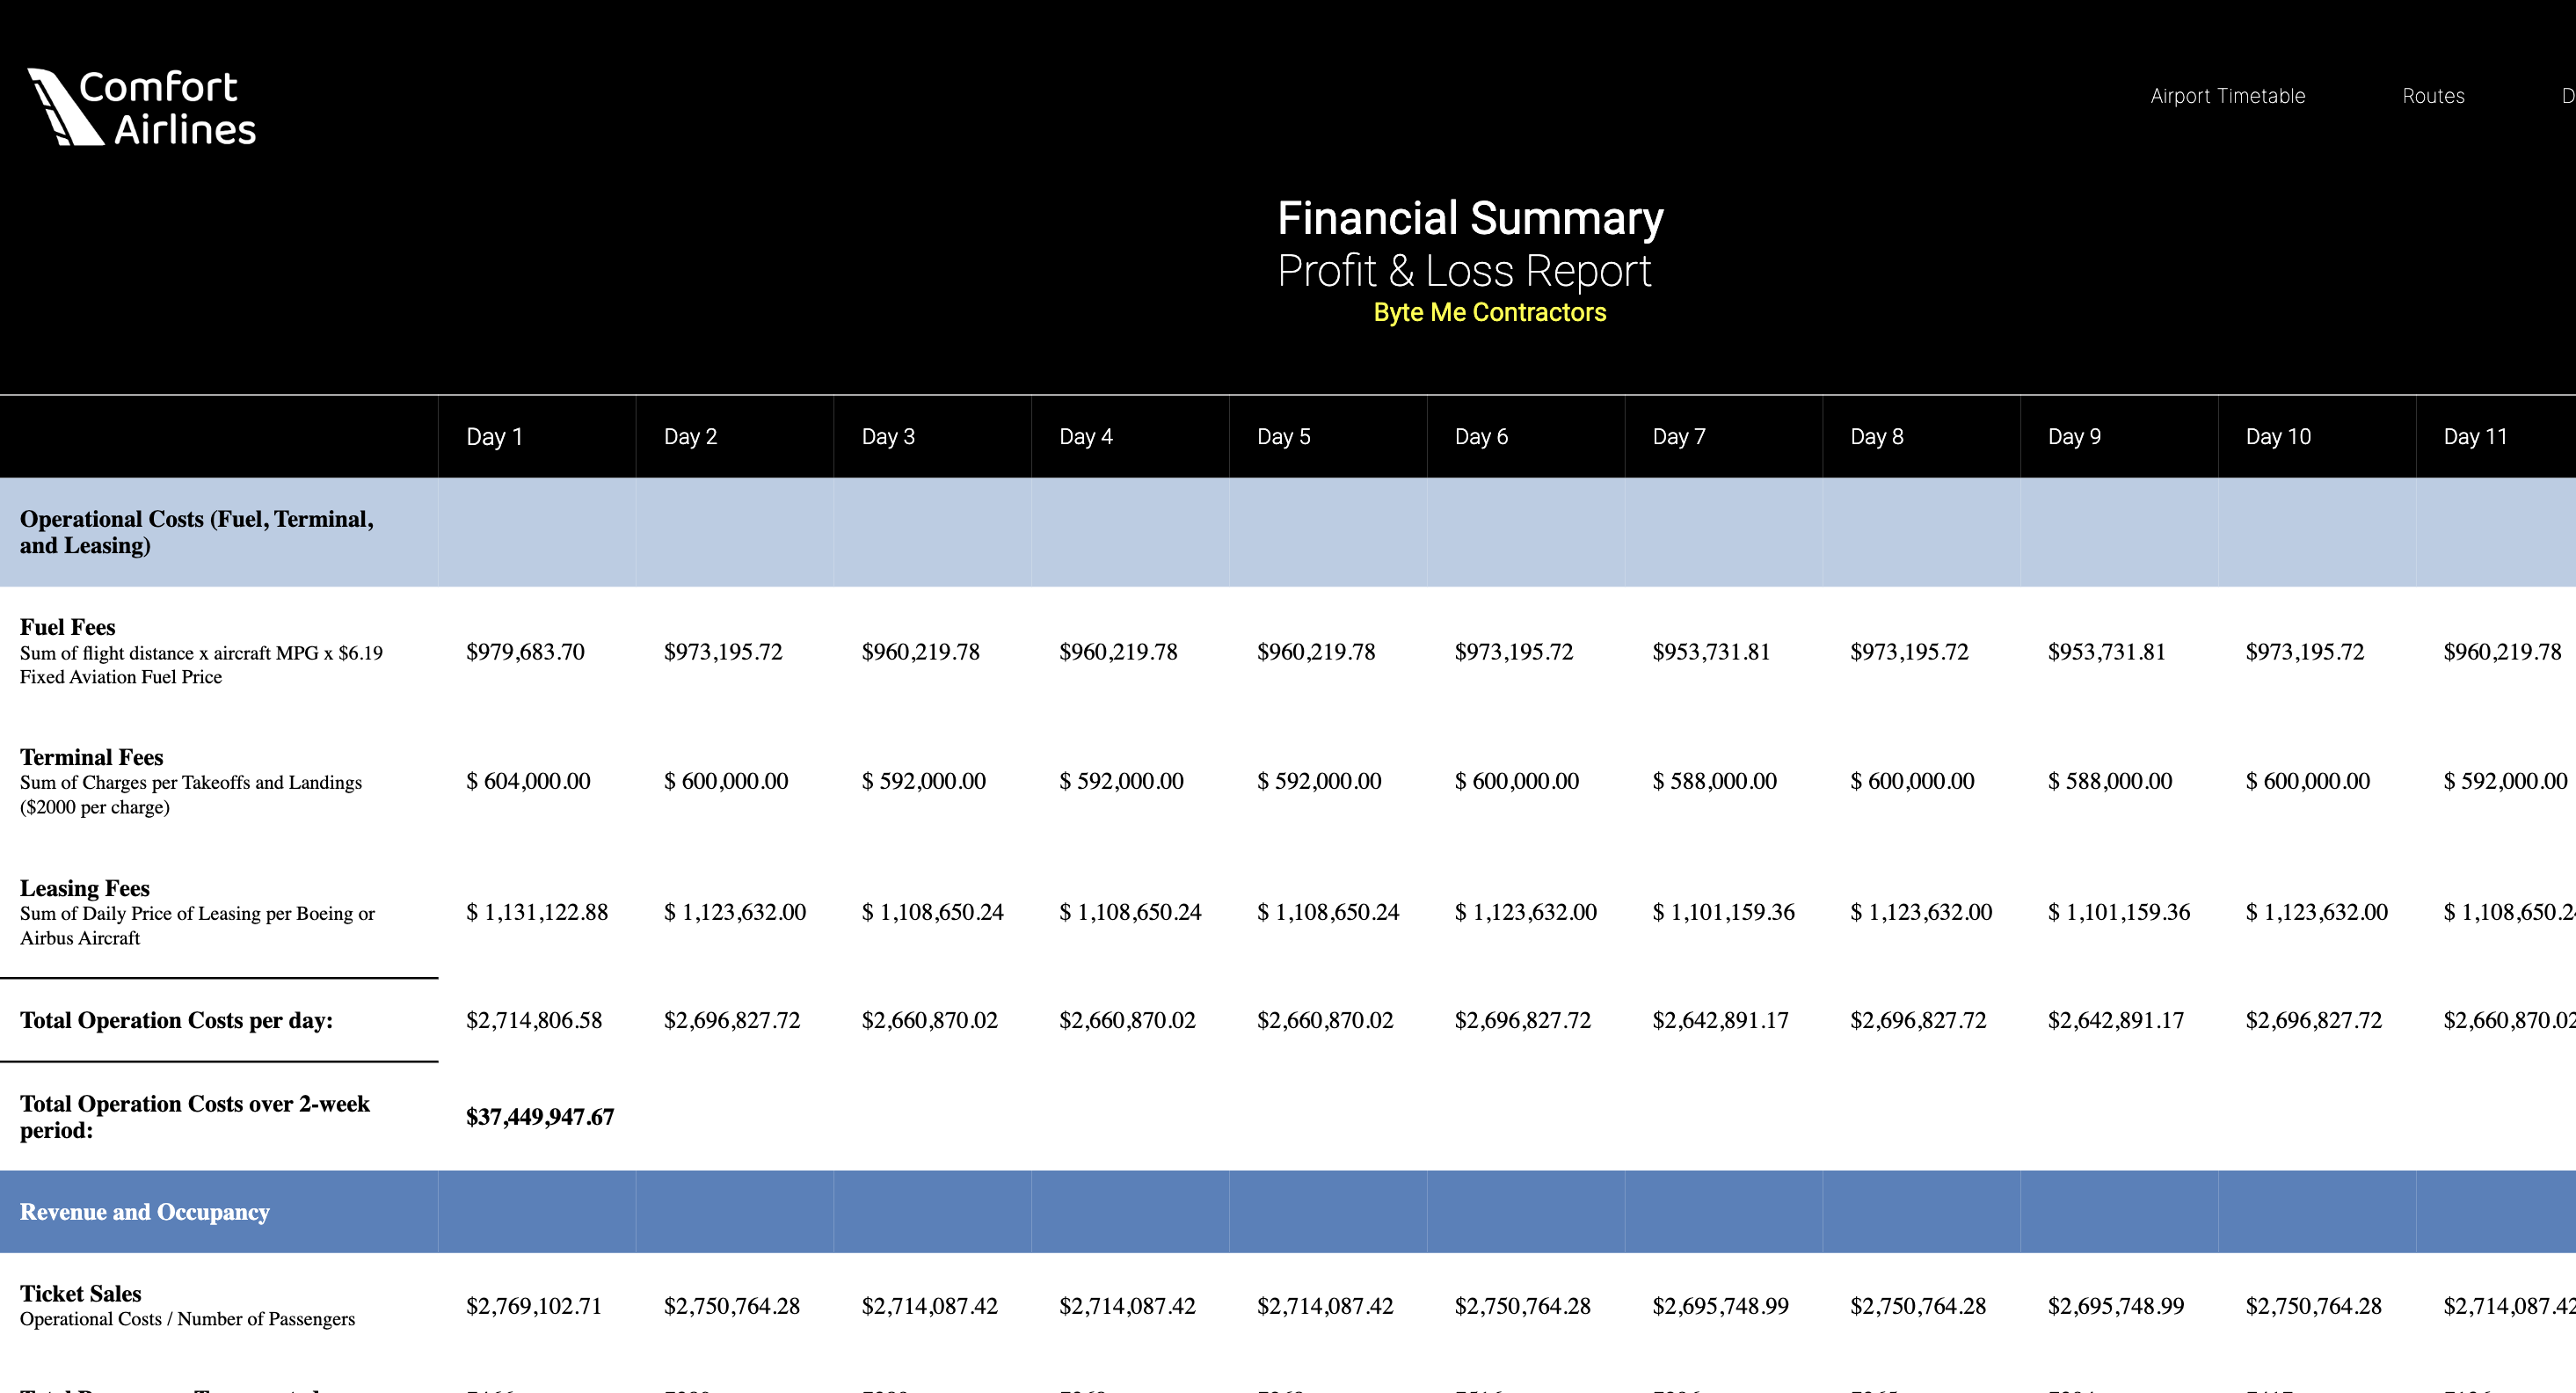 Comfort
Airlines
Airport Timetable Routes
Financial Summary
Profit & Loss Report
Byte Me Contractors
Day 1 Day 2 Day 3 Day 4 Day 5 Day 6 Day 7 Day 8 Day 9 Day 10 Day 11
Operational Costs (Fuel, Terminal,
and Leasing)
Fuel Fees
Sum of flight distance x aircraft MPG x $6.19
Fixed Aviation Fuel Price
$979,683.70 $973,195.72 $960,219.78 $960,219.78 $960,219.78 $973,195.72 $953,731.81 $973,195.72 $953,731.81 $973,195.72 $960,219.78
Terminal Fees
Sum of Charges per Takeoffs and Landings
($2000 per charge)
$ 604,000.00 $ 600,000.00 $ 592,000.00 $ 592,000.00 $ 592,000.00 $ 600,000.00 $ 588,000.00 $ 600,000.00 $ 588,000.00 $ 600,000.00 $ 592,000.00
Leasing Fees
Sum of Daily Price of Leasing per Boeing or
Airbus Aircraft
$ 1,131,122.88 $ 1,123,632.00 $ 1,108,650.24 $ 1,108,650.24 $ 1,108,650.24 $ 1,123,632.00 $ 1,101,159.36 $ 1,123,632.00 $ 1,101,159.36 $ 1,123,632.00 $ 1,108,650.24
Total Operation Costs per day: $2,714,806.58 $2,696,827.72 $2,660,870.02 $2,660,870.02 $2,660,870.02 $2,696,827.72 $2,642,891.17 $2,696,827.72 $2,642,891.17 $2,696,827.72 $2,660,870.02
Total Operation Costs over 2-week
period:
$37,449,947.67
Revenue and Occupancy
Ticket Sales
Operational Costs / Number of Passengers
$2,769,102.71 $2,750,764.28 $2,714,087.42 $2,714,087.42 $2,714,087.42 $2,750,764.28 $2,695,748.99 $2,750,764.28 $2,695,748.99 $2,750,764.28 $2,714,087.42